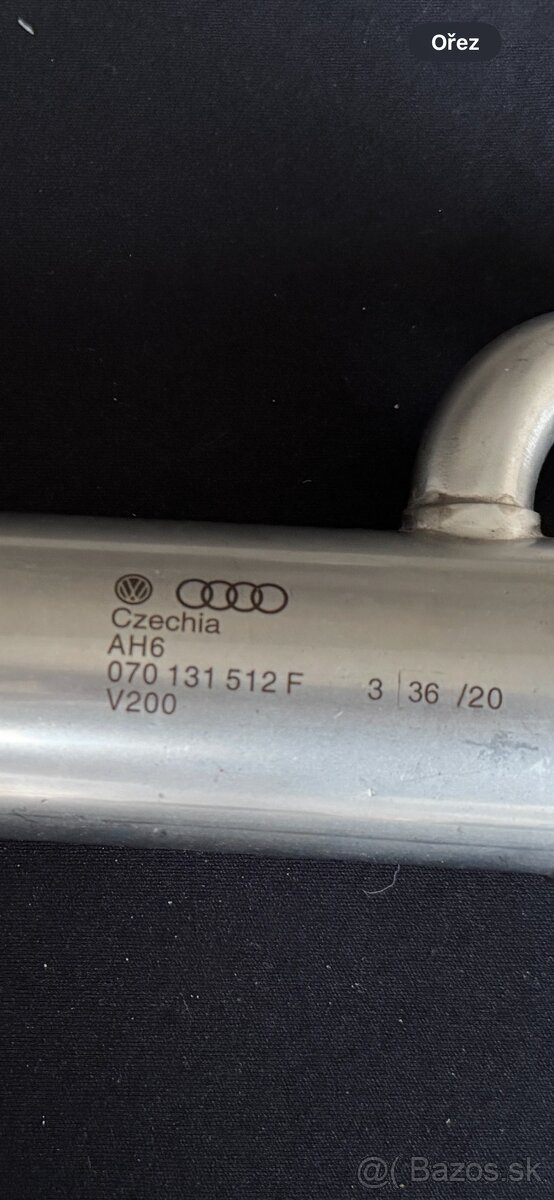 Ořez
Czechia
AH6
070 131 512 F 3 36 /20
V200
@( Bazos.sk